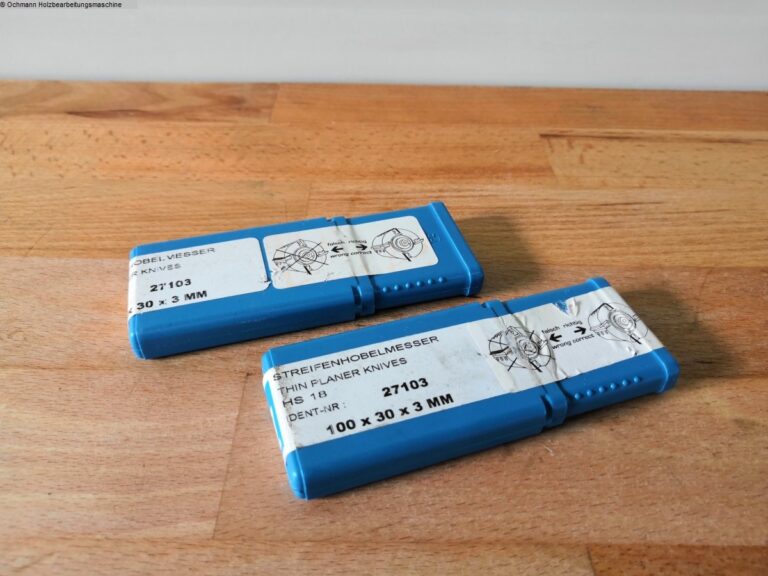 © Ochmann Holzbearbeitungsmaschine
OBELMESSER
R KNIVES
27103
30 x 3 MM
falsch richtig
wrong correct
STREIFENHOBELMESSER
THIN PLANER KNIVES
HS 18
DENT-NR : 27103
100 x 30 x 3 MM
falsch richtig
wrong correct